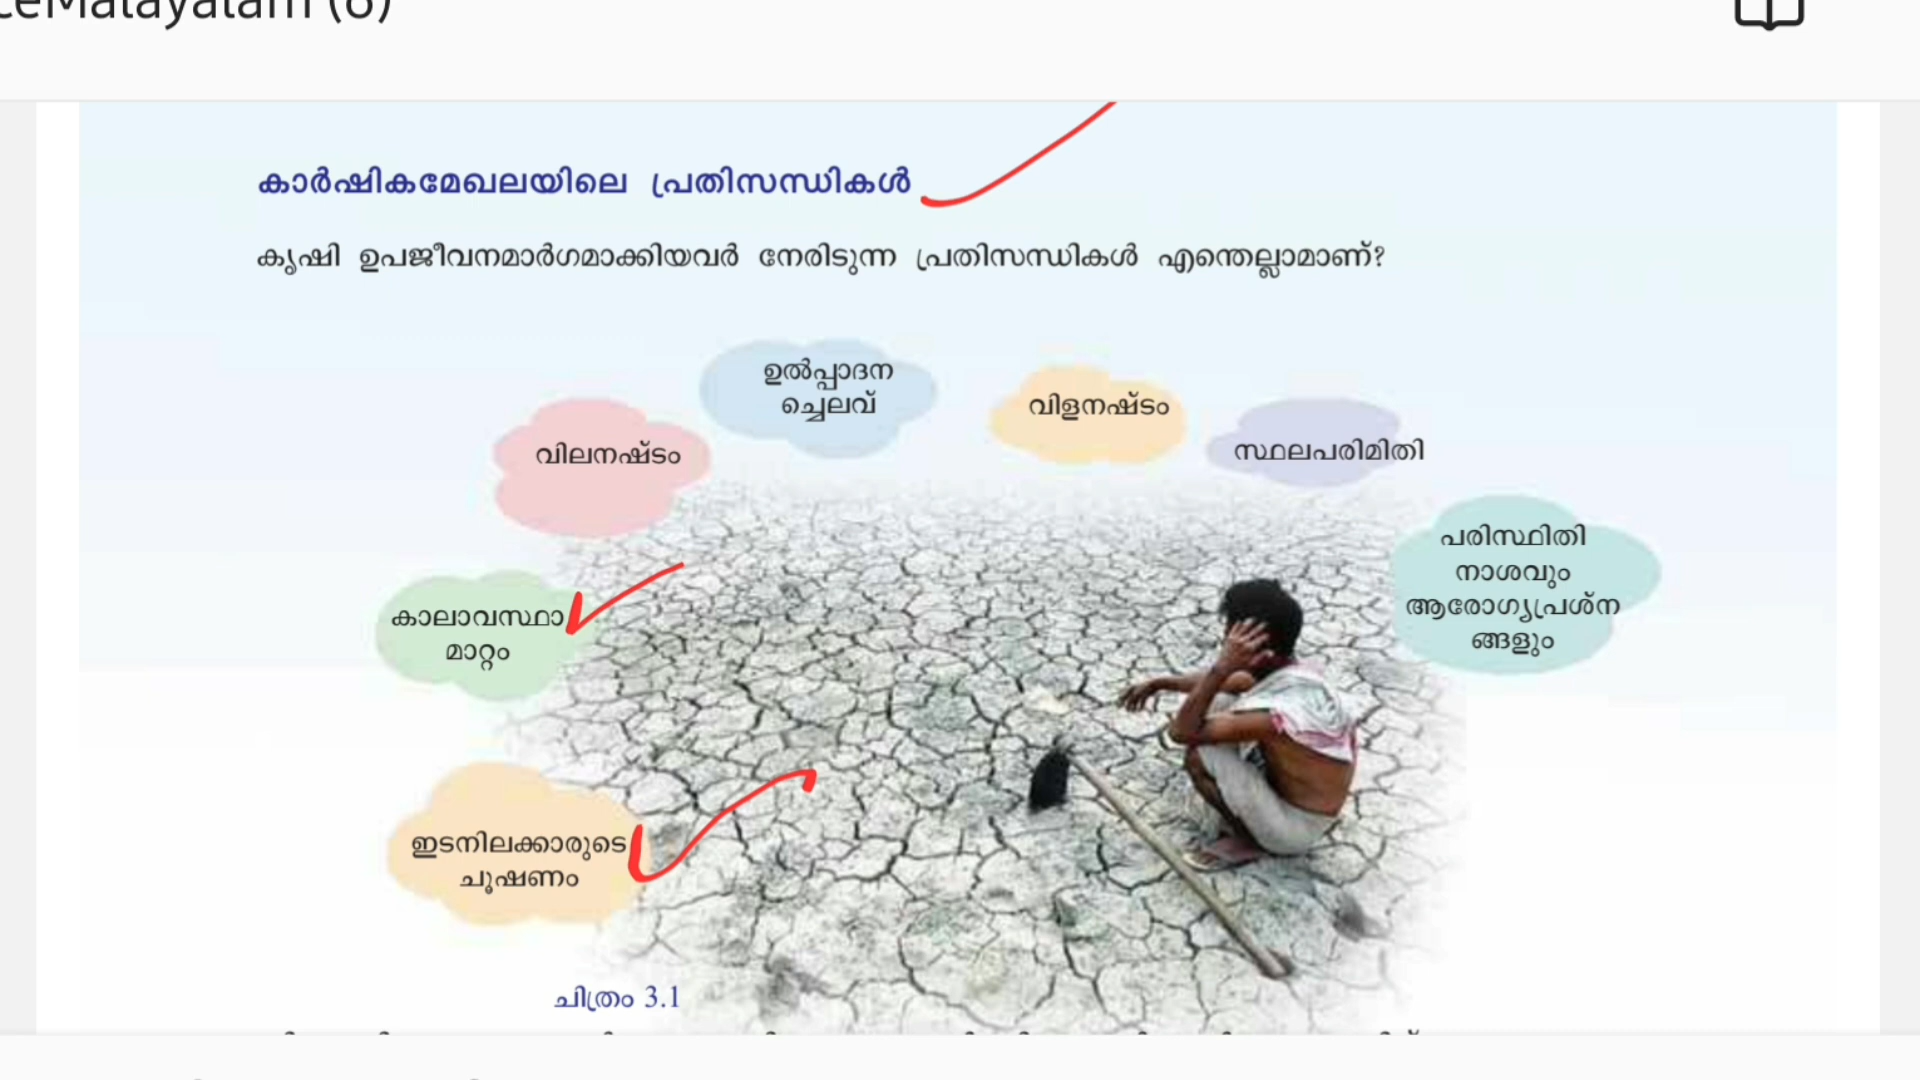 കാർഷികമേഖലയിലെ പ്രതിസന്ധികൾ
കൃഷി ഉപജീവനമാർഗമാക്കിയവർ നേരിടുന്ന പ്രതിസന്ധികൾ എന്തെല്ലാമാണ്?
ഉൽപ്പാദന
ച്ചെലവ്
വിളനഷ്ടം
വിലനഷ്ടം
സ്ഥലപരിമിതി
പരിസ്ഥിതി
നാശവും
ആരോഗ്യപ്രശ്ന
ങ്ങളും
കാലാവസ്ഥാ
മാറ്റം
ഇടനിലക്കാരുടെ
ചൂഷണം
ചിത്രം 3.1